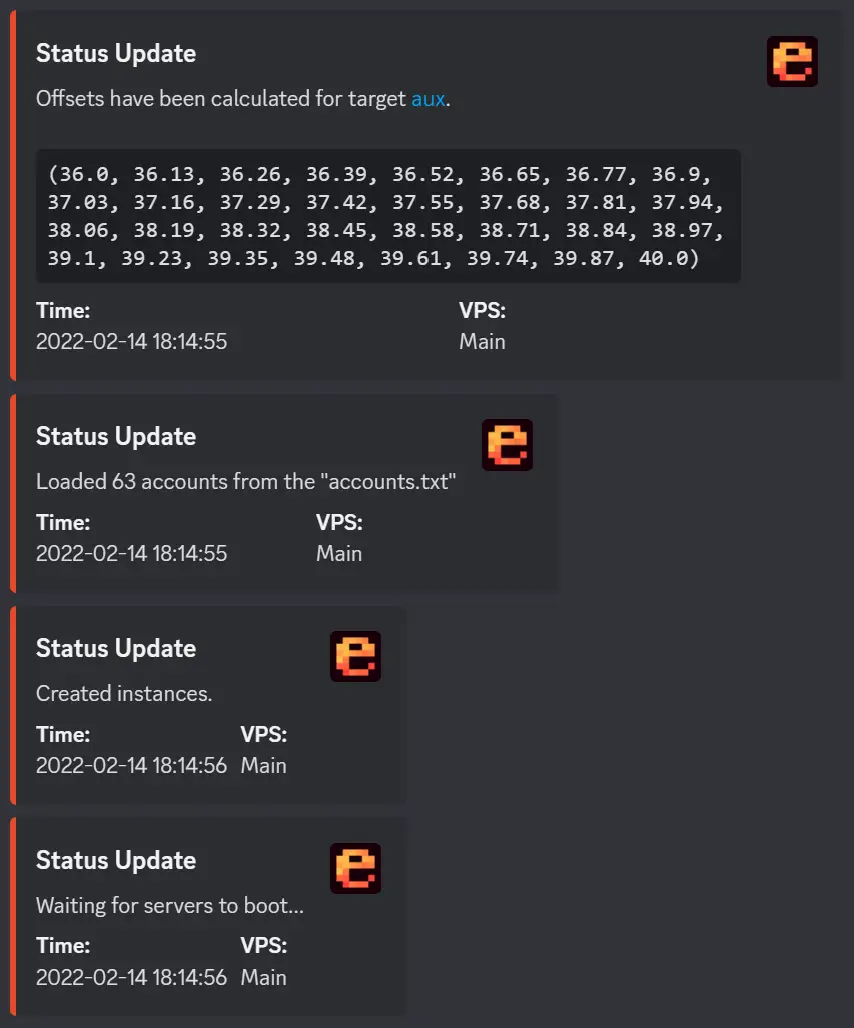 Status Update
Offsets have been calculated for target aux.
(36.0, 36.13, 36.26, 36.39, 36.52, 36.65, 36.77, 36.9,
37.03, 37.16, 37.29, 37.42, 37.55, 37.68, 37.81, 37.94,
38.06, 38.19, 38.32, 38.45, 38.58, 38.71, 38.84, 38.97,
39.1, 39.23, 39.35, 39.48, 39.61, 39.74, 39.87, 40.0)
Time: VPS:
2022-02-14 18:14:55 Main
Status Update
Loaded 63 accounts from the "accounts.txt"
Time: VPS:
2022-02-14 18:14:55 Main
Status Update
Created instances.
Time: VPS:
2022-02-14 18:14:56 Main
Status Update
Waiting for servers to boot...
Time: VPS:
2022-02-14 18:14:56 Main